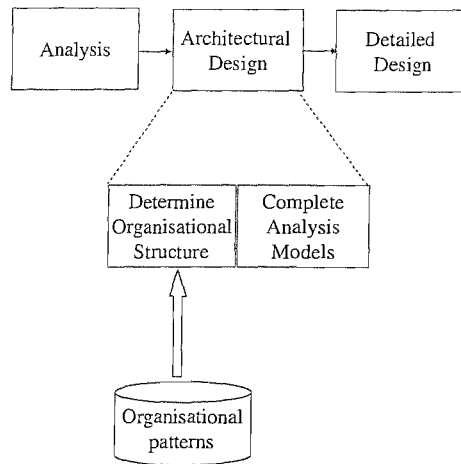 Analysis
Architectural
Design
Detailed
Design
Determine
Organisational
Structure
Complete
Analysis
Models
Organisational
patterns